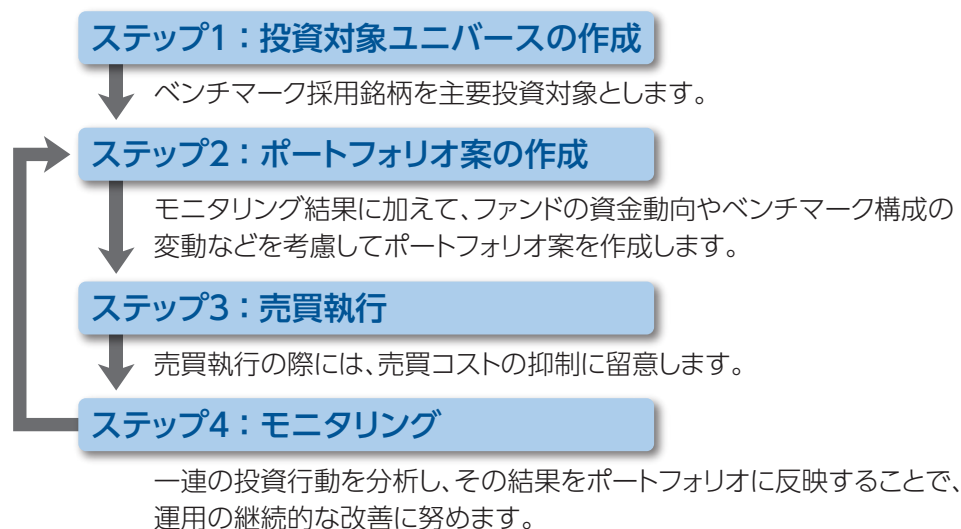 ステップ1：投資対象ユニバースの作成
ベンチマーク採用銘柄を主要投資対象とします。
ステップ2：ポートフォリオ案の作成
モニタリング結果に加えて、ファンドの資金動向やベンチマーク構成の
変動などを考慮してポートフォリオ案を作成します。
ステップ3：売買執行
売買執行の際には、売買コストの抑制に留意します。
ステップ4：モニタリング
一連の投資行動を分析し、その結果をポートフォリオに反映することで、
運用の継続的な改善に努めます。